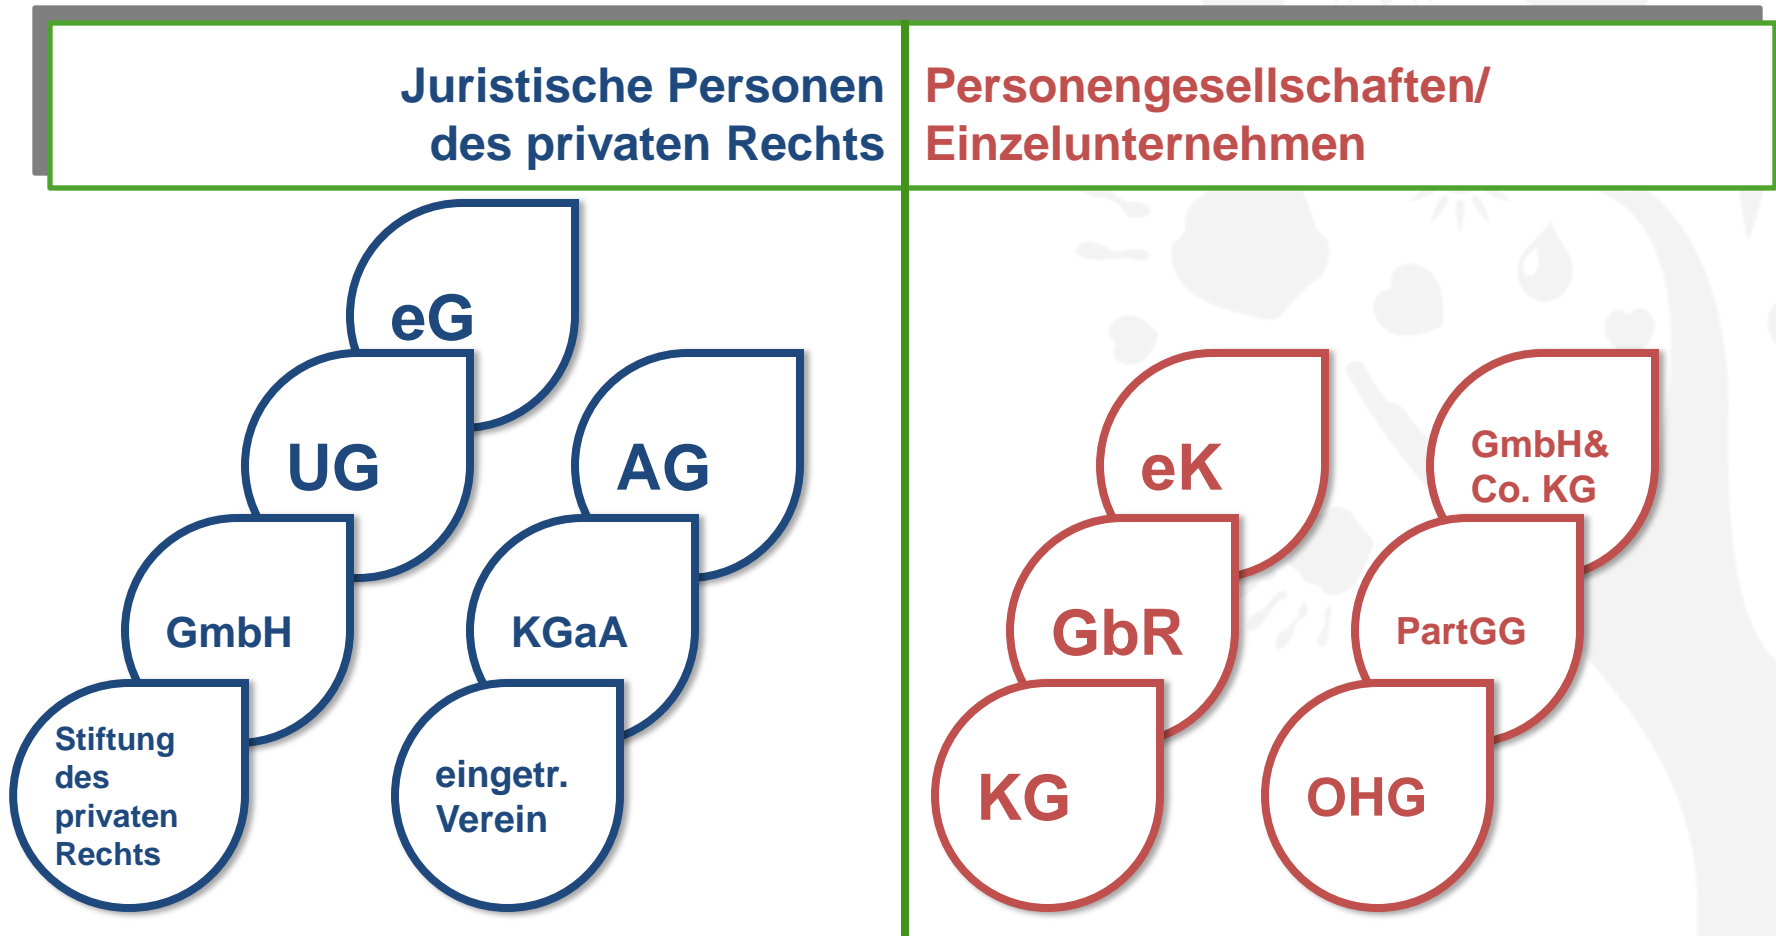 Juristische Personen
des privaten Rechts
Personengesellschaften/
Einzelunternehmen
eG
UG
AG
GmbH
KGaA
Stiftung
des
privaten
Rechts
eingetr.
Verein
eK
GmbH&
Co. KG
GbR
PartGG
KG
OHG